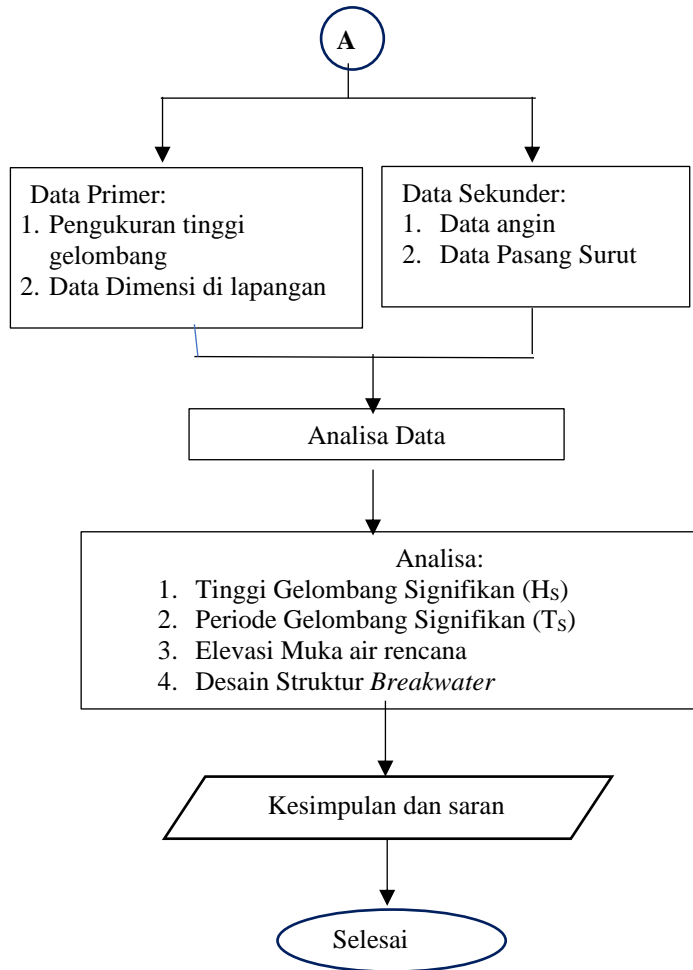 A
Data Primer:
1. Pengukuran tinggi
gelombang
2. Data Dimensi di lapangan
Data Sekunder:
1. Data angin
2. Data Pasang Surut
Analisa Data
Analisa:
1. Tinggi Gelombang Signifikan (HS)
2. Periode Gelombang Signifikan (TS)
3. Elevasi Muka air rencana
4. Desain Struktur Breakwater
Kesimpulan dan saran
Selesai